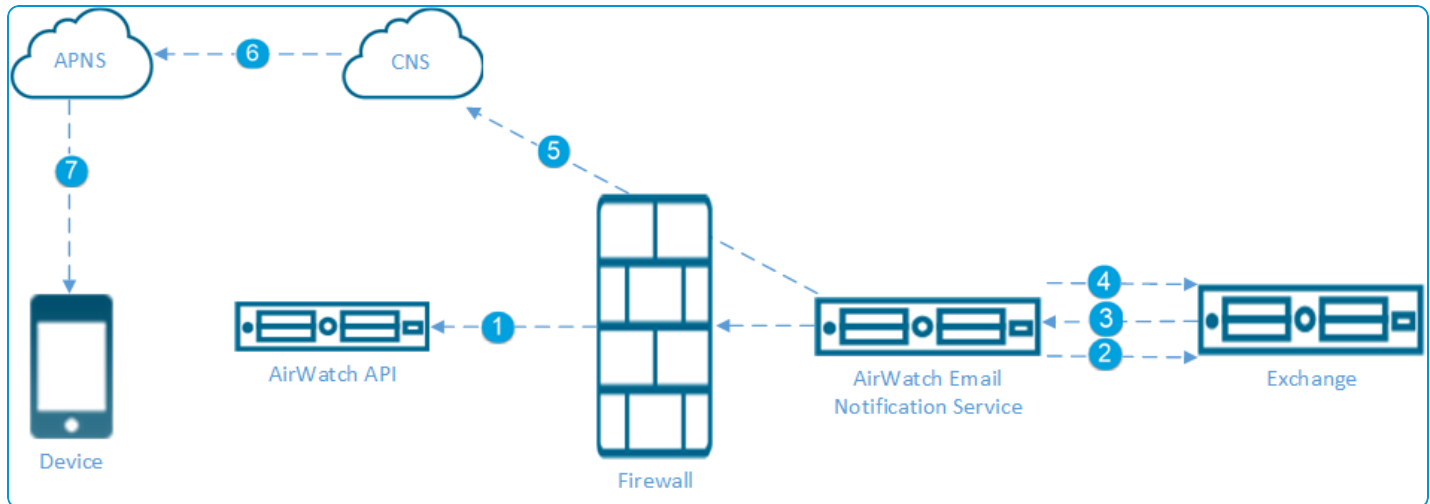 APNS
6
CNS
5
7
4
3
2
1
AirWatch API
AirWatch Email
Notification Service
Exchange
Device
Firewall